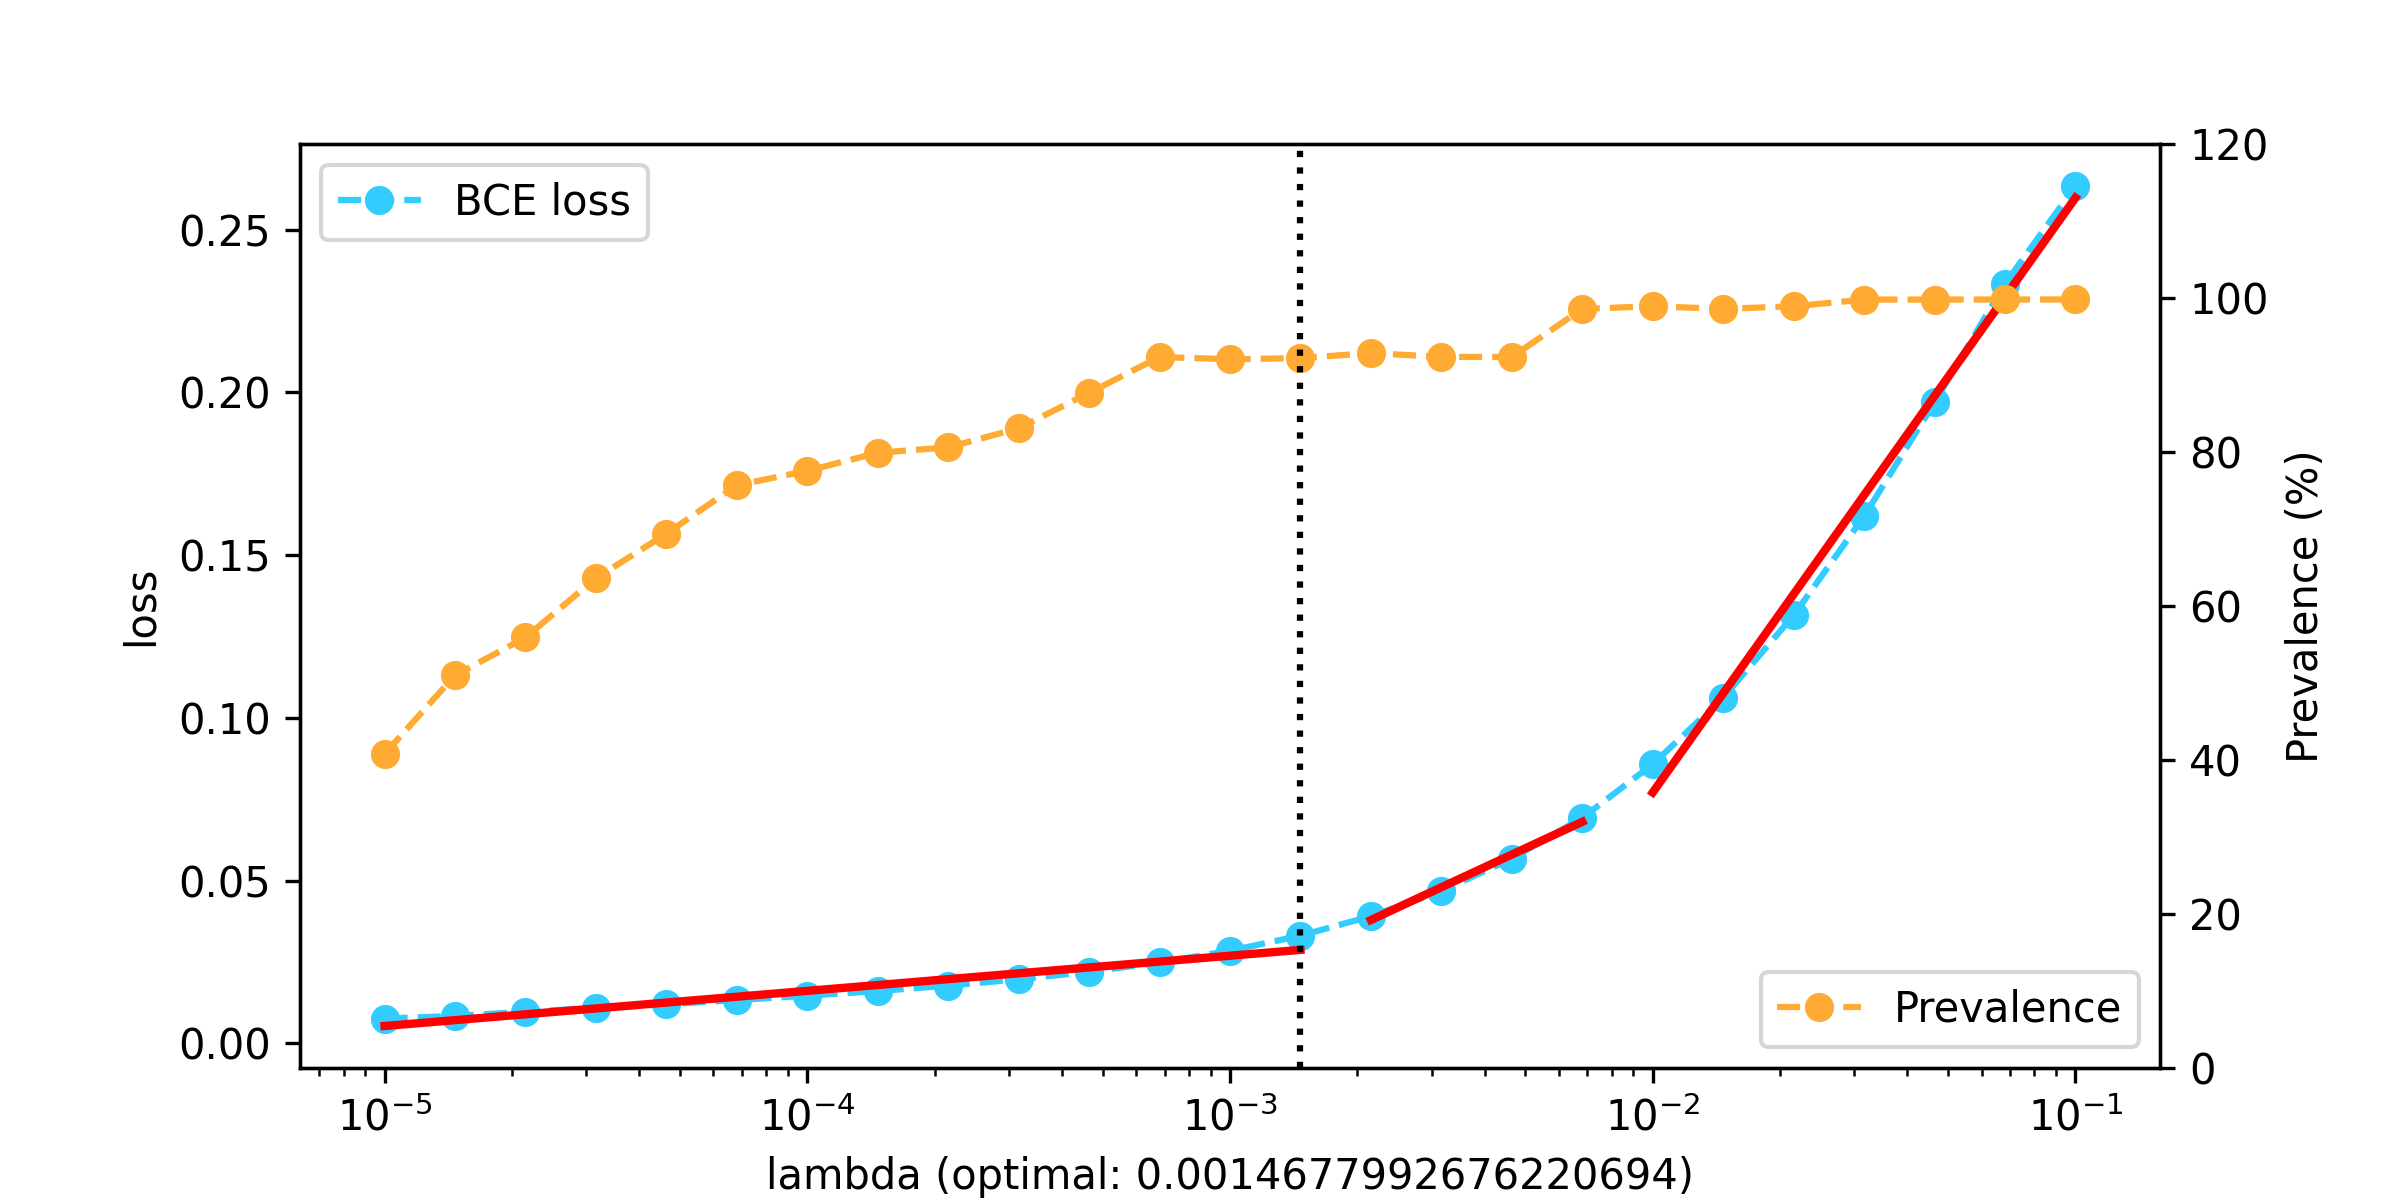 BCE loss
0.25
0.20
0.15
0.10
0.05
0.00
loss
120
100
80
60
40
20
0
Prevalence (%)
Prevalence
10⁻⁵ 10⁻⁴ 10⁻³ 10⁻² 10⁻¹
lambda (optimal: 0.0014677992676220694)